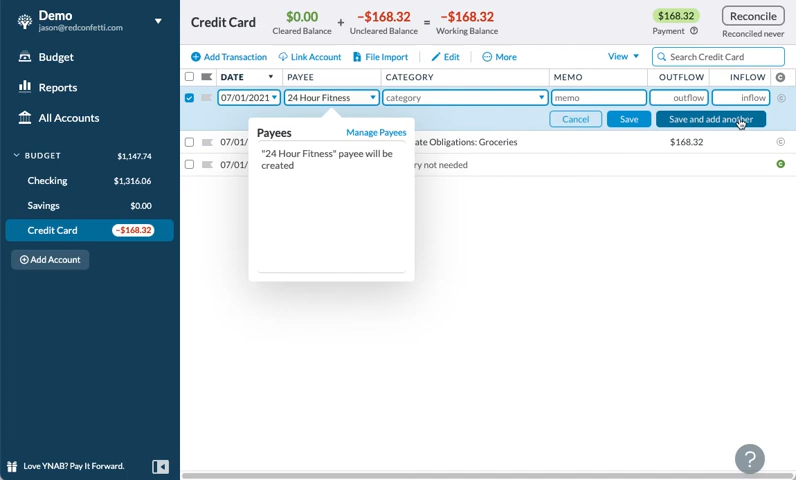 Demo
jason@redconfetti.com
Budget
Reports
All Accounts
BUDGET $1,147.74
Checking $1,316.06
Savings $0.00
Credit Card -$168.32
Add Account
Love YNAB? Pay It Forward.
Credit Card
$0.00 + -$168.32 = -$168.32
Cleared Balance Uncleared Balance Working Balance
$168.32
Payment ?
Reconcile
Reconciled never
Add Transaction Link Account File Import Edit More View Search Credit Card
DATE PAYEE CATEGORY MEMO OUTFLOW INFLOW C
07/01/2021 24 Hour Fitness category memo outflow inflow C
Cancel Save Save and add another
07/01/ ate Obligations: Groceries $168.32 C
07/01/ ry not needed C
Payees Manage Payees
"24 Hour Fitness" payee will be
created
?